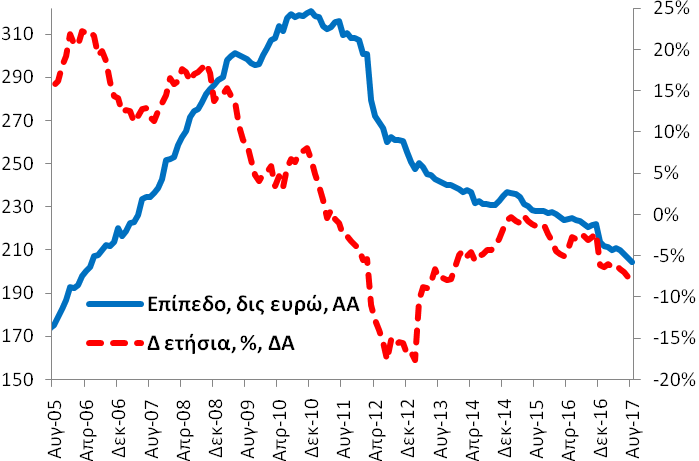 310
290
270
250
230
210
190
170
150
25%
20%
15%
10%
5%
0%
-5%
-10%
-15%
-20%
Επίπεδο, δις ευρώ, ΑΑ
Δ ετήσια, %, ΔΑ
Αυγ-05
Απρ-06
Δεκ-06
Αυγ-07
Απρ-08
Δεκ-08
Αυγ-09
Απρ-10
Δεκ-10
Αυγ-11
Απρ-12
Δεκ-12
Αυγ-13
Απρ-14
Δεκ-14
Αυγ-15
Απρ-16
Δεκ-16
Αυγ-17